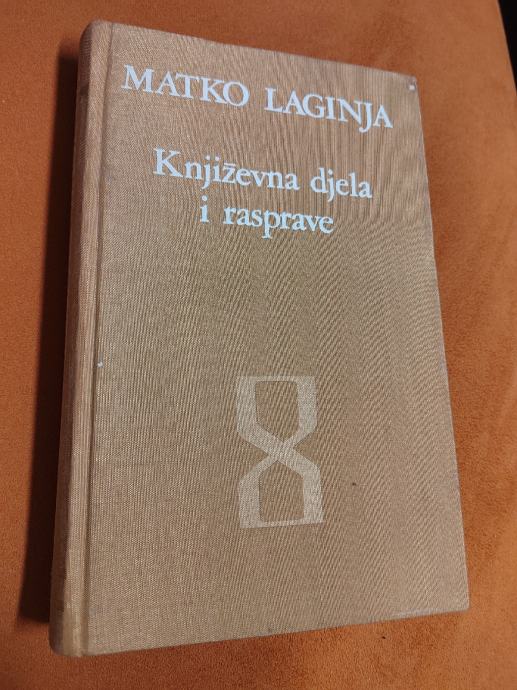 MATKO LAGINJA
Književna djela
i rasprave